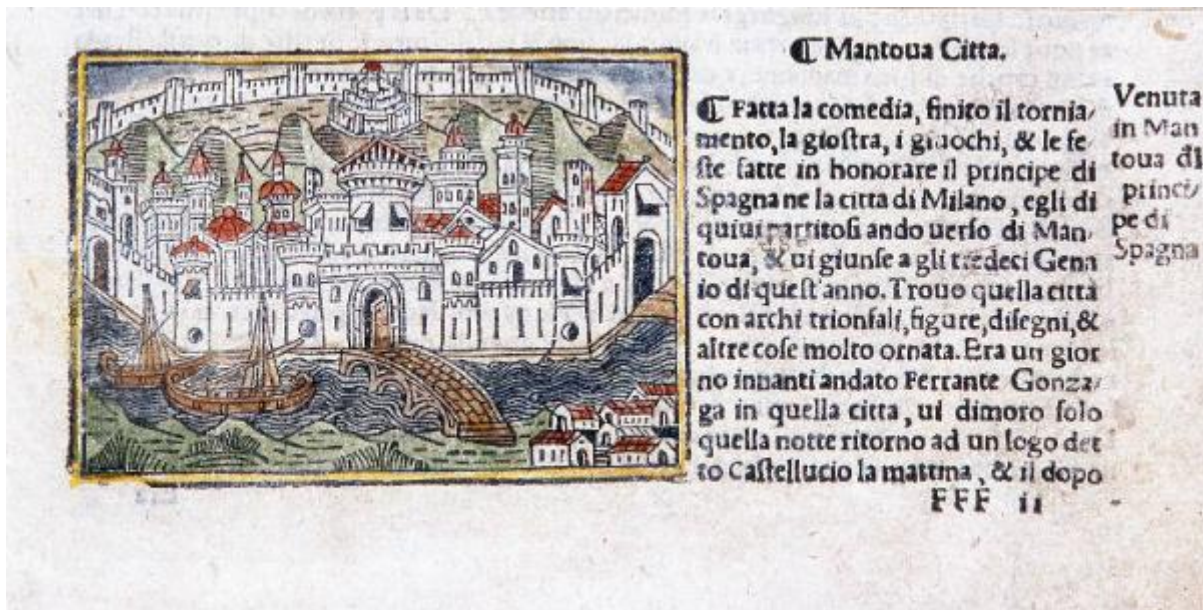 ❡ Mantoua Citta.
❡ Fatta la comedia, finito il tornia/
mento, la gioſtra, i giuochi, & le fe/
ſte fatte in honorare il principe di
Spagna ne la citta di Milano, egli di
quiui partitoſi ando uerſo di Man/
toua, & ui giunſe a gli tredeci Gena
io di queſt'anno. Trouo quella citta
con archi trionfali, figure, diſegni, &
altre coſe molto ornata. Era un gior
no innanti andato Ferrante Gonza/
ga in quella citta, ui dimoro ſolo
quella notte ritorno ad un logo det
to Caſtellucio la mattina, & il dopo
FFF ii
Venuta
in Man
toua di
princi/
pe di
Spagna